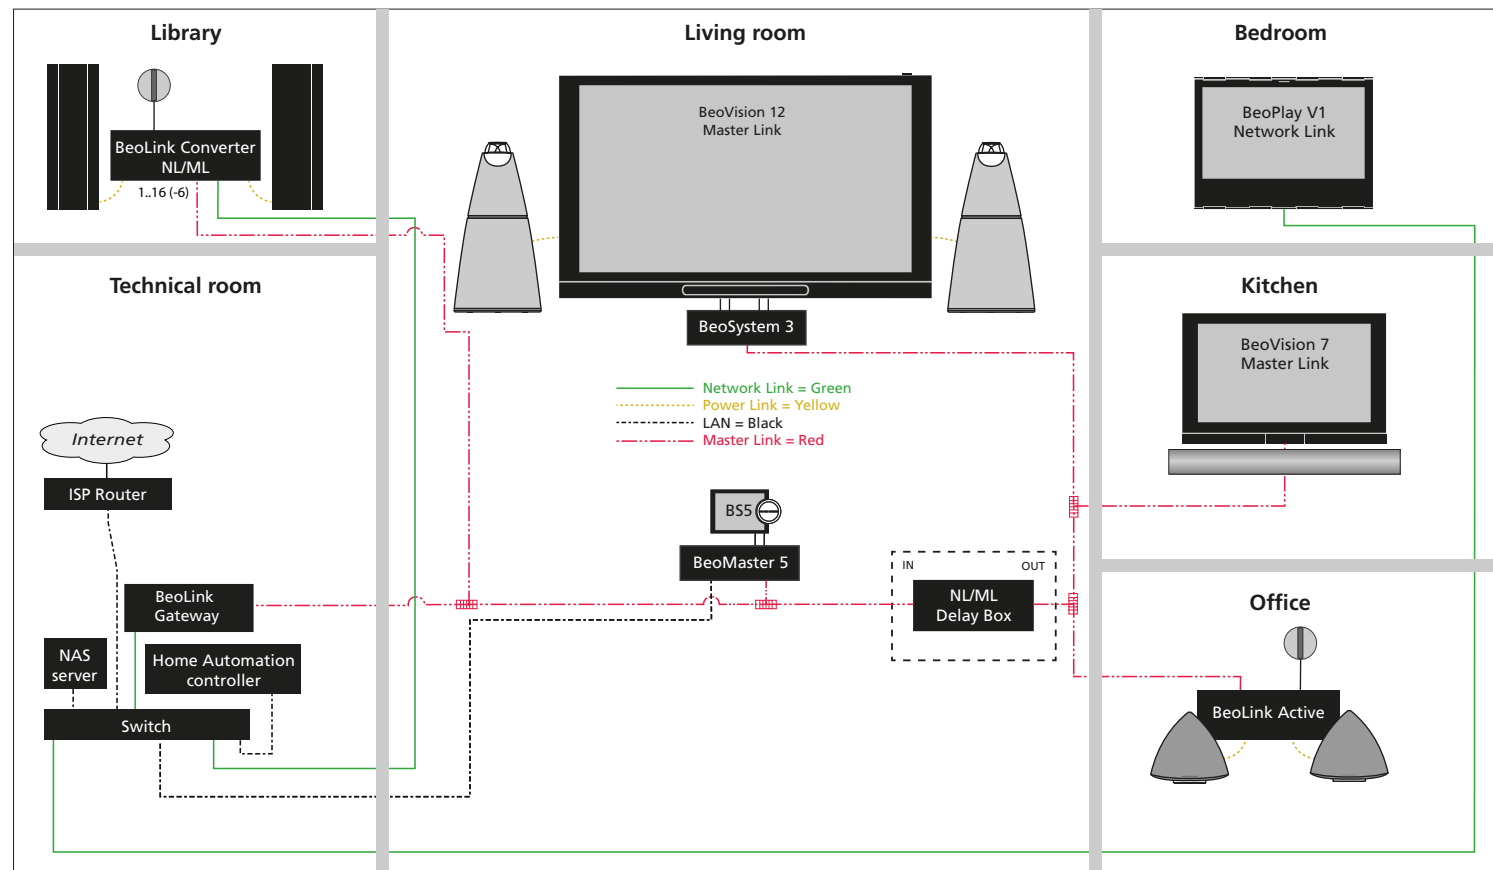 Library
BeoLink Converter
NL/ML
1..16 (-6)
Living room
BeoVision 12
Master Link
BeoSystem 3
Bedroom
BeoPlay V1
Network Link
Technical room
Internet
ISP Router
BeoLink
Gateway
NAS
server
Home Automation
controller
Switch
Network Link = Green
Power Link = Yellow
LAN = Black
Master Link = Red
BS5
BeoMaster 5
IN
OUT
NL/ML
Delay Box
Kitchen
BeoVision 7
Master Link
Office
BeoLink Active